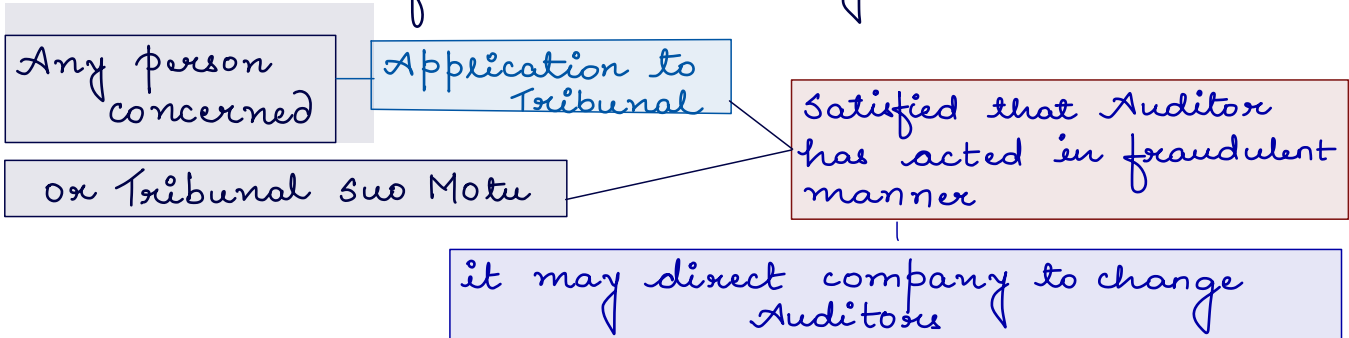 Any person
concerned
Application to
Tribunal
or Tribunal suo Motu
Satisfied that Auditor
has acted in fraudulent
manner
it may direct company to change
Auditors